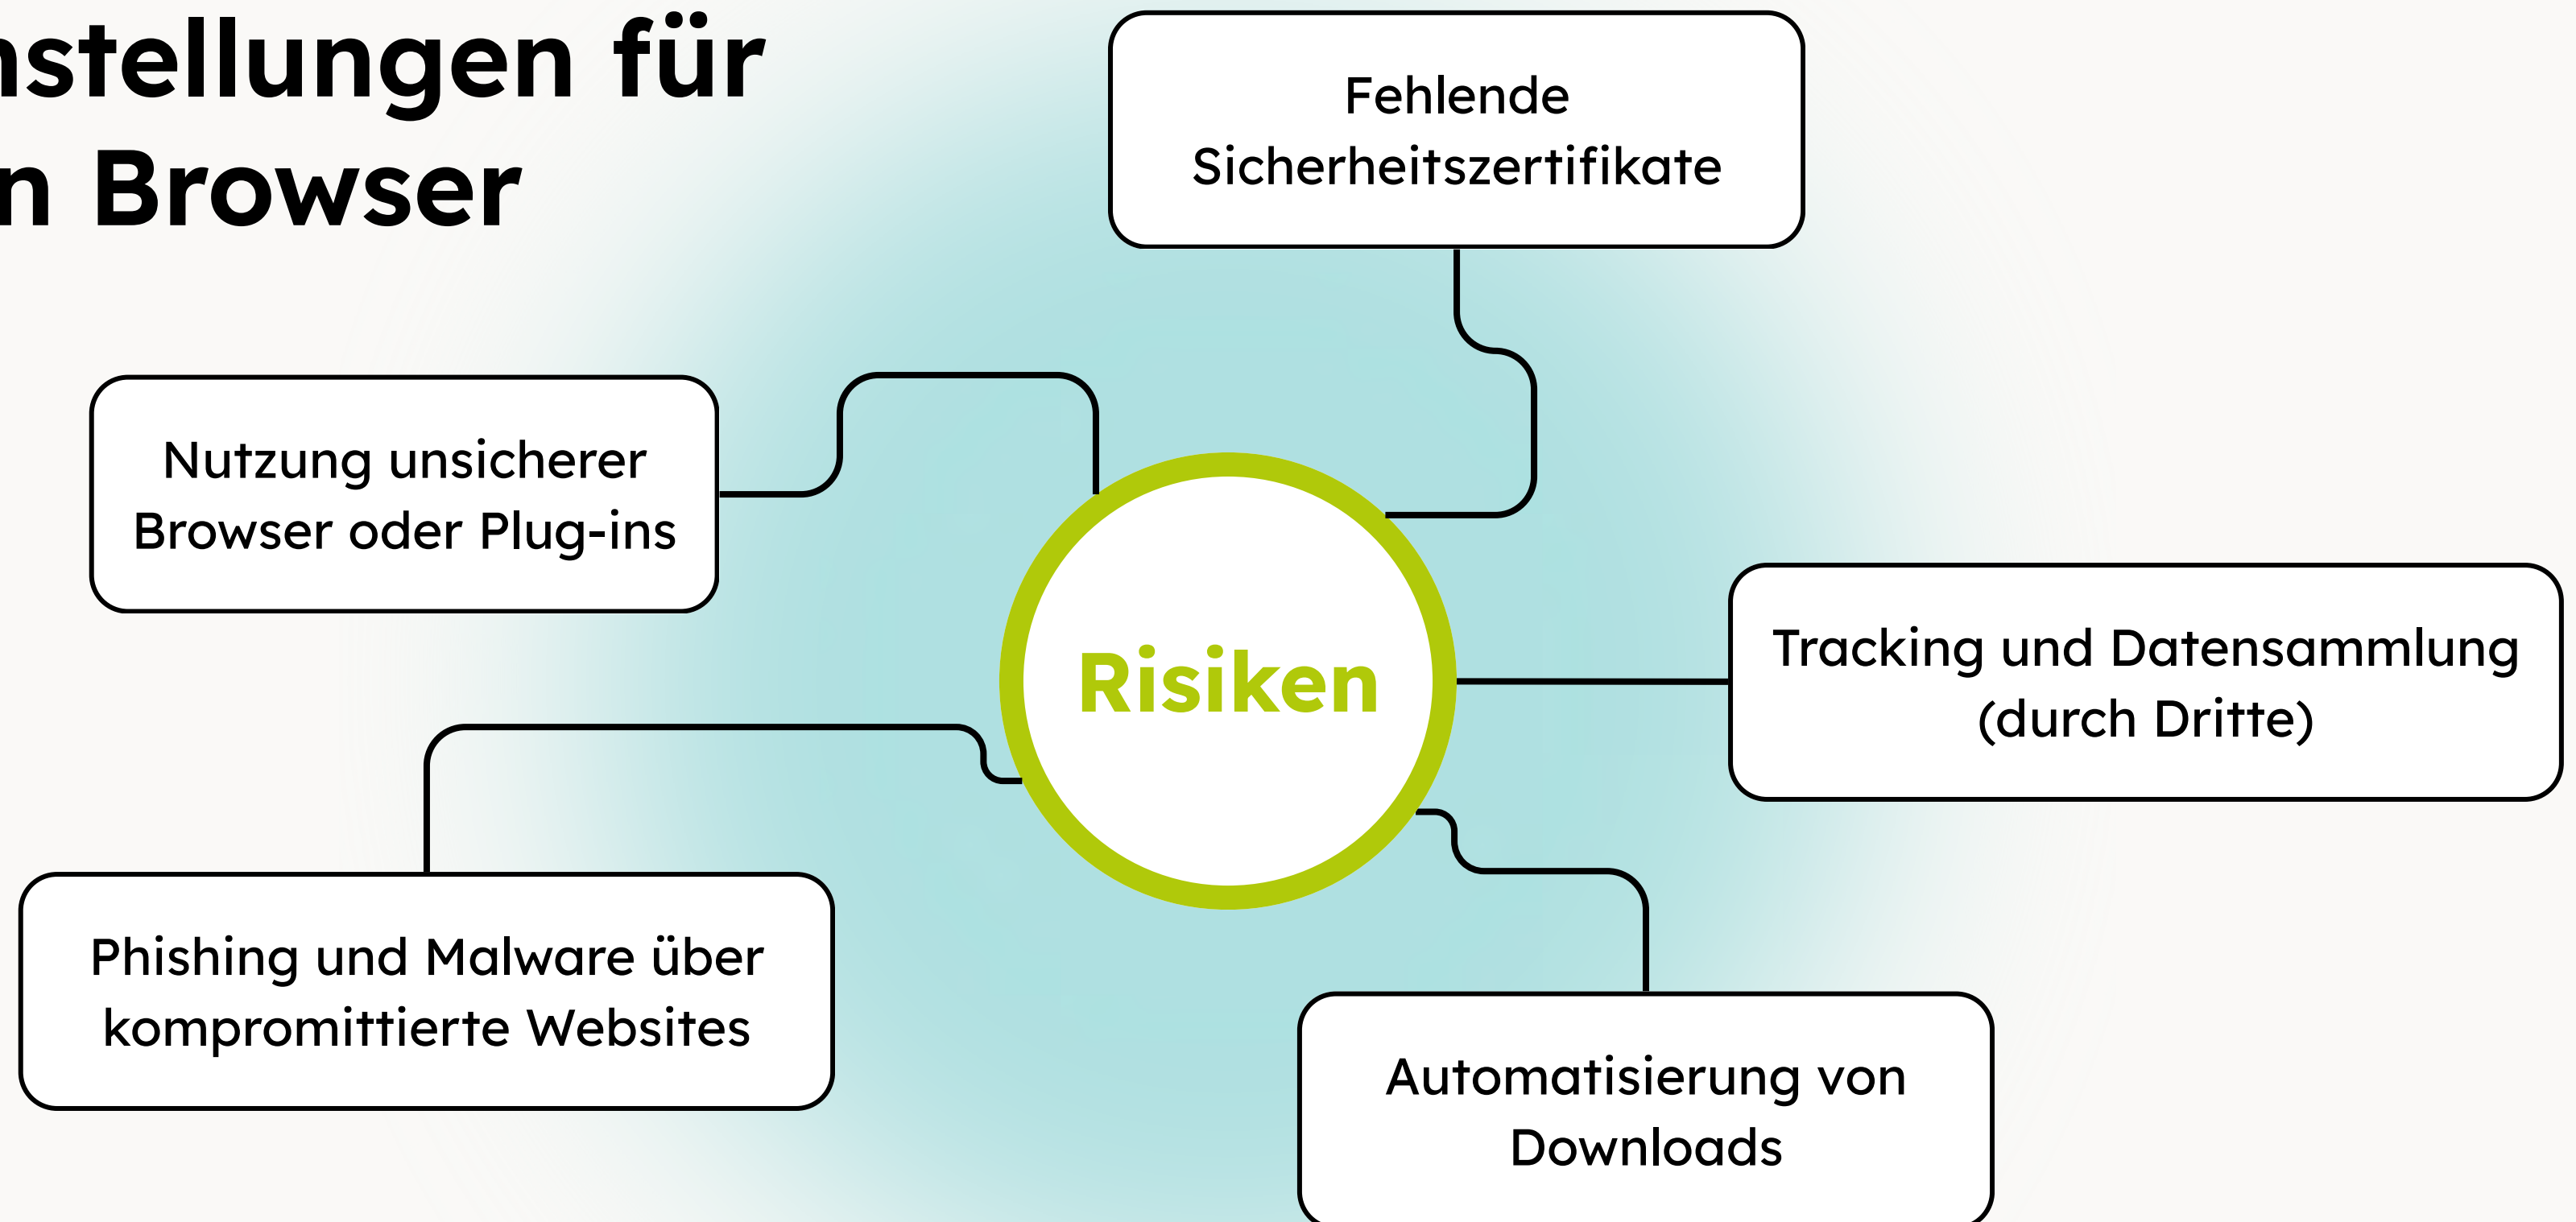 nstellungen für
n Browser
Fehlende
Sicherheitszertifikate
Nutzung unsicherer
Browser oder Plug-ins
Risiken
Tracking und Datensammlung
(durch Dritte)
Phishing und Malware über
kompromittierte Websites
Automatisierung von
Downloads